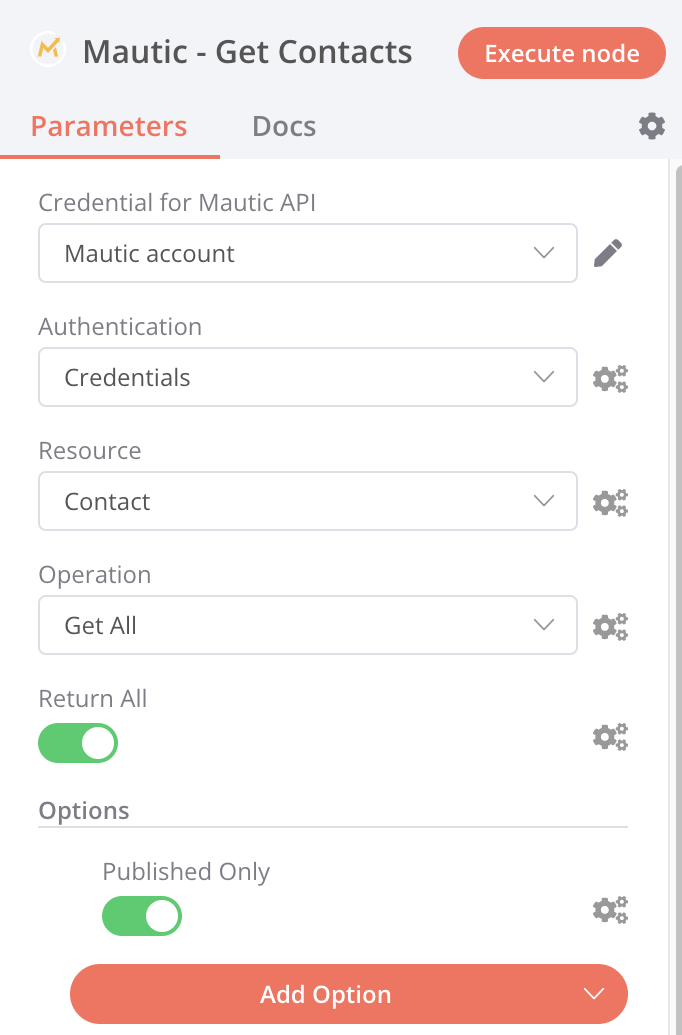 Mautic - Get Contacts
Execute node
Parameters
Docs
Credential for Mautic API
Mautic account
Authentication
Credentials
Resource
Contact
Operation
Get All
Return All
Options
Published Only
Add Option